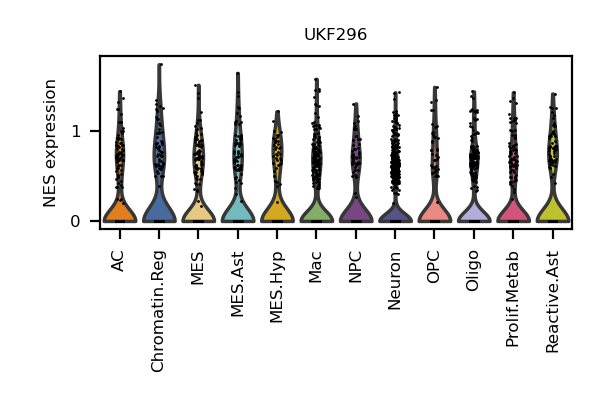 UKF296
NES expression
1
0
AC
Chromatin.Reg
MES
MES.Ast
MES.Hyp
Mac
NPC
Neuron
OPC
Oligo
Prolif.Metab
Reactive.Ast